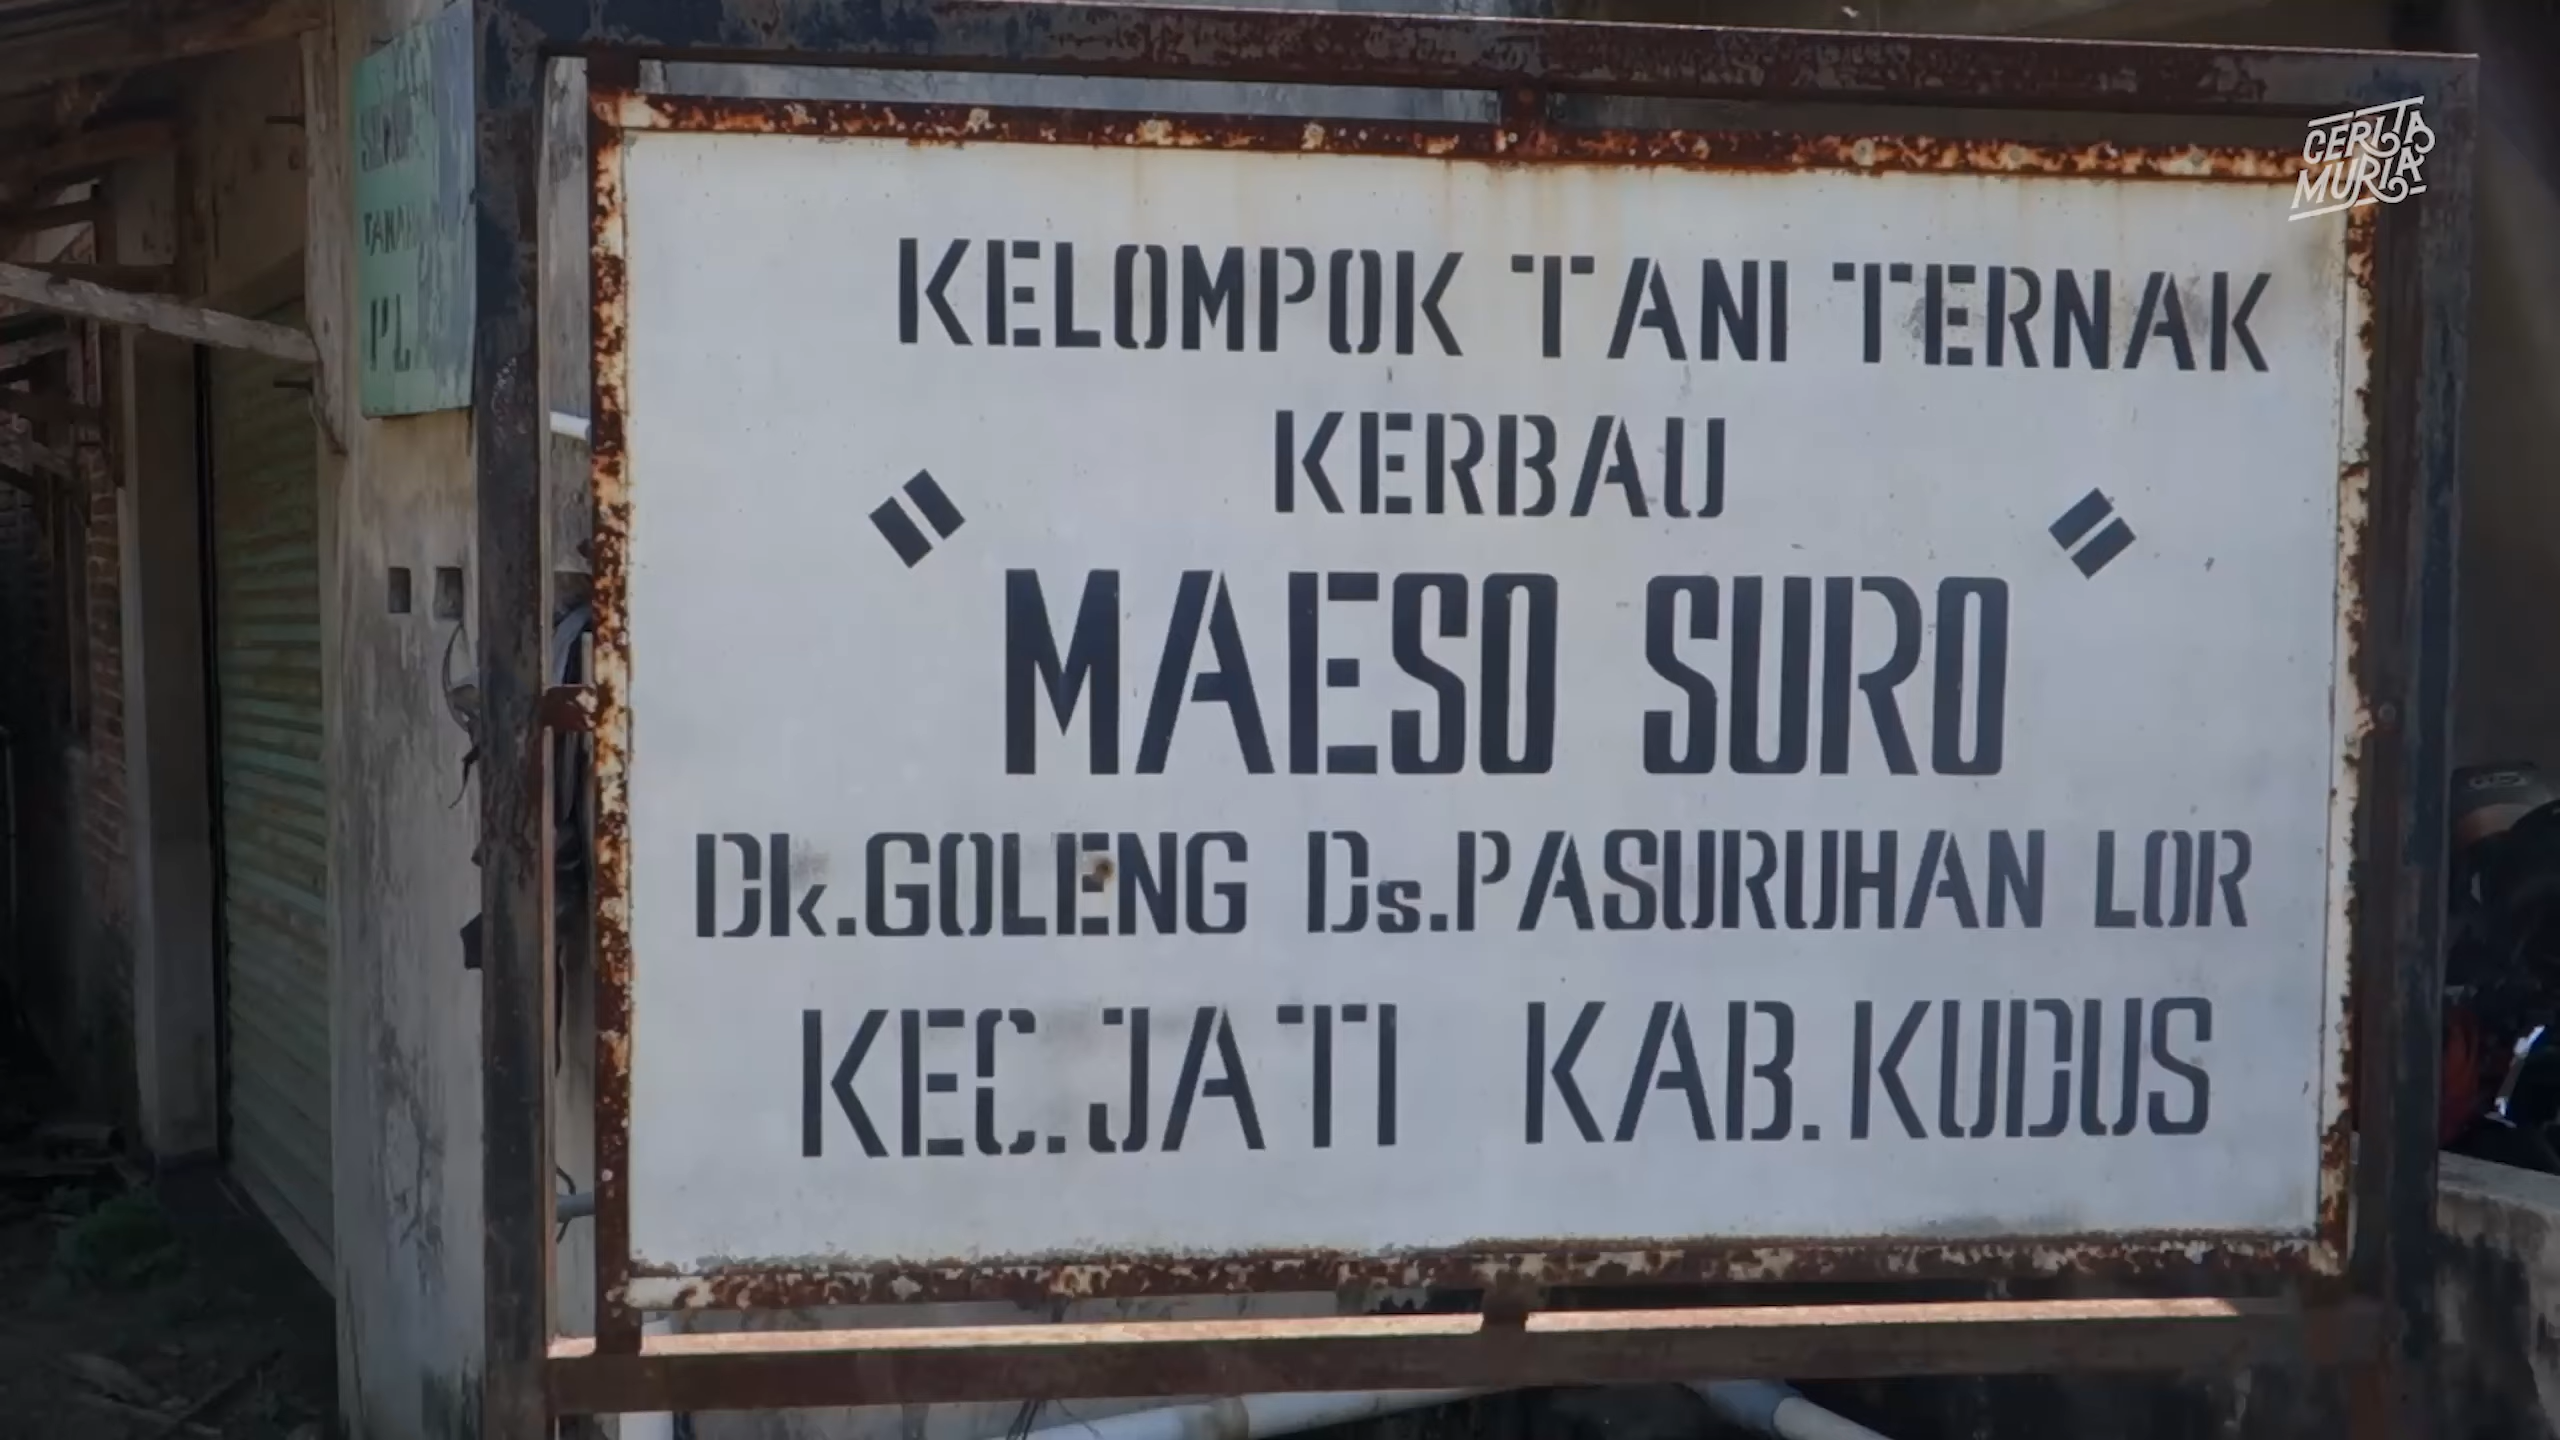 KELOMPOK TANI TERNAK
KERBAU
"MAESO SURO"
Dk.GOLENG Ds.PASURUHAN LOR
KEC.JATI KAB.KUDUS
CERITA
MURIA